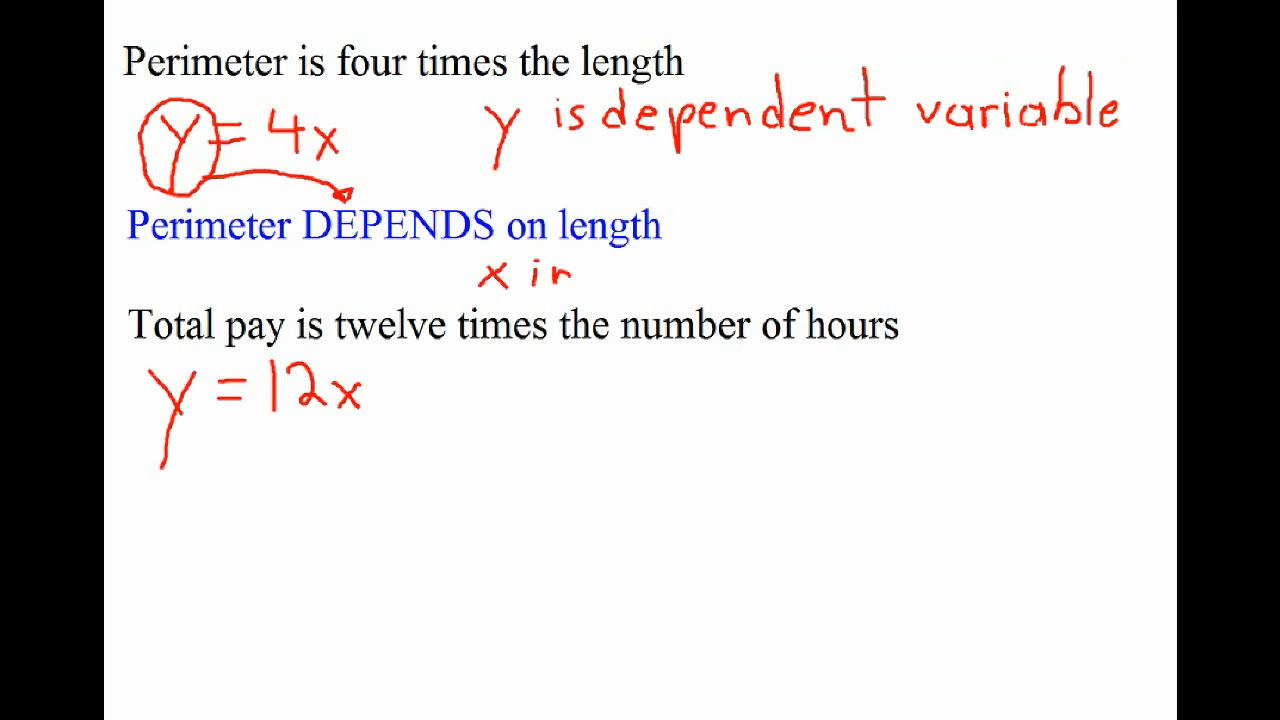 Perimeter is four times the length
y = 4x
y is dependent variable
Perimeter DEPENDS on length
x in
Total pay is twelve times the number of hours
y = 12x